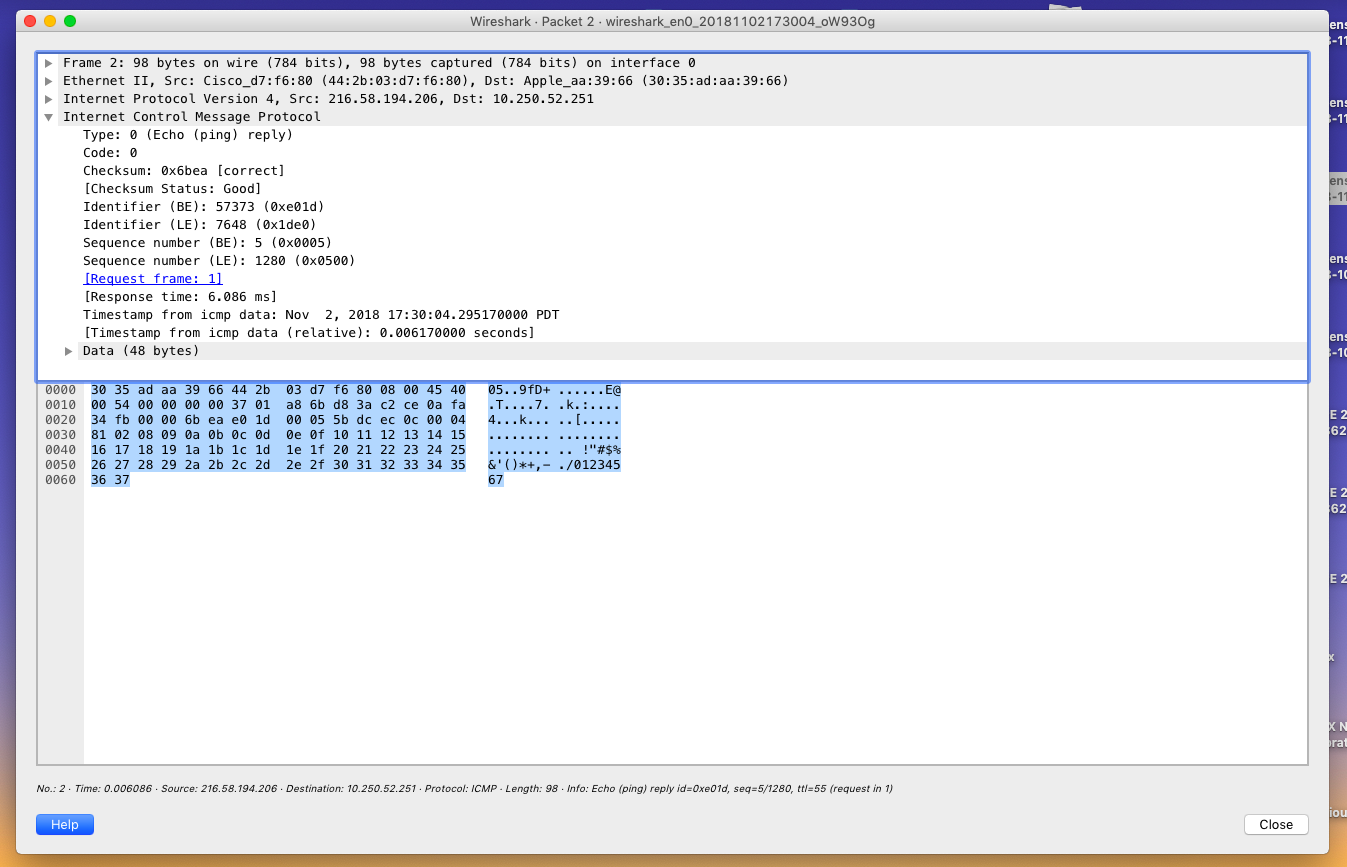 Wireshark · Packet 2 · wireshark_en0_20181102173004_oW93Og
Frame 2: 98 bytes on wire (784 bits), 98 bytes captured (784 bits) on interface 0
Ethernet II, Src: Cisco_d7:f6:80 (44:2b:03:d7:f6:80), Dst: Apple_aa:39:66 (30:35:ad:aa:39:66)
Internet Protocol Version 4, Src: 216.58.194.206, Dst: 10.250.52.251
Internet Control Message Protocol
Type: 0 (Echo (ping) reply)
Code: 0
Checksum: 0x6bea [correct]
[Checksum Status: Good]
Identifier (BE): 57373 (0xe01d)
Identifier (LE): 7648 (0x1de0)
Sequence number (BE): 5 (0x0005)
Sequence number (LE): 1280 (0x0500)
[Request frame: 1]
[Response time: 6.086 ms]
Timestamp from icmp data: Nov  2, 2018 17:30:04.295170000 PDT
[Timestamp from icmp data (relative): 0.006170000 seconds]
Data (48 bytes)
0000 30 35 ad aa 39 66 44 2b 03 d7 f6 80 08 00 45 40 05..9fD+ ......E@
0010 00 54 00 00 00 00 37 01 a8 6b d8 3a c2 ce 0a fa .T....7. .k.:....
0020 34 fb 00 00 6b ea e0 1d 00 05 5b dc ec 0c 00 04 4...k... ..[.....
0030 81 02 08 09 0a 0b 0c 0d 0e 0f 10 11 12 13 14 15 ........ ........
0040 16 17 18 19 1a 1b 1c 1d 1e 1f 20 21 22 23 24 25 ........ .. !"#$%
0050 26 27 28 29 2a 2b 2c 2d 2e 2f 30 31 32 33 34 35 &'()*+,- ./012345
0060 36 37 67
No.: 2 · Time: 0.006086 · Source: 216.58.194.206 · Destination: 10.250.52.251 · Protocol: ICMP · Length: 98 · Info: Echo (ping) reply id=0xe01d, seq=5/1280, ttl=55 (request in 1)
Help
Close